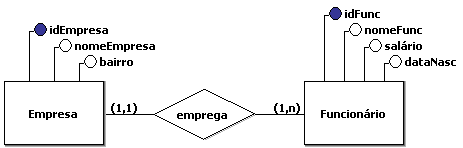 idEmpresa
nomeEmpresa
bairro
Empresa
(1,1)
emprega
(1,n)
idFunc
nomeFunc
salário
dataNasc
Funcionário